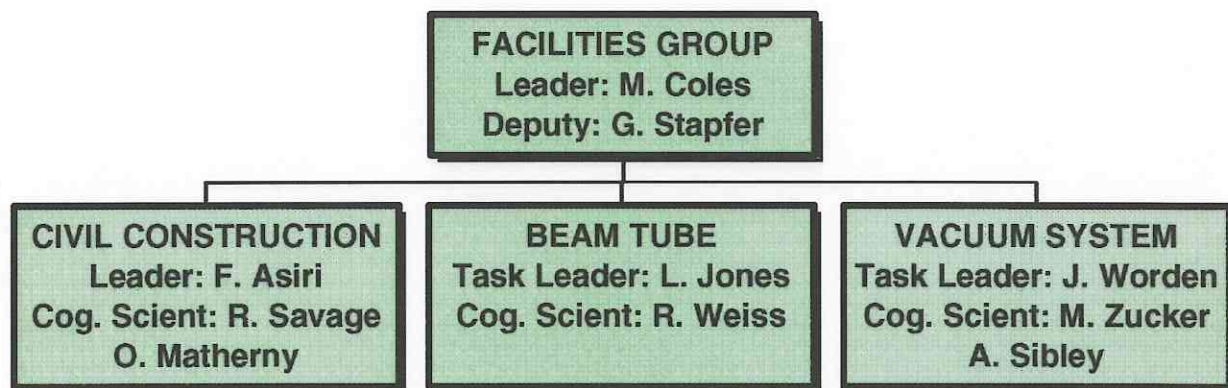 FACILITIES GROUP
Leader: M. Coles
Deputy: G. Stapfer
CIVIL CONSTRUCTION
Leader: F. Asiri
Cog. Scient: R. Savage
O. Matherny
BEAM TUBE
Task Leader: L. Jones
Cog. Scient: R. Weiss
VACUUM SYSTEM
Task Leader: J. Worden
Cog. Scient: M. Zucker
A. Sibley